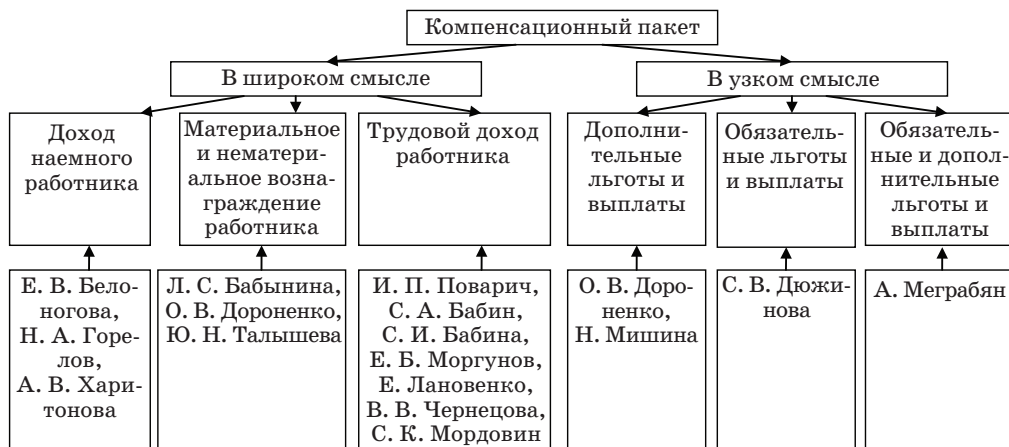 Компенсационный пакет
В широком смысле
В узком смысле
Доход
наемного
работника
Материальное
и нематери-
альное возна-
граждение
работника
Трудовой доход
работника
Дополни-
тельные
льготы и
выплаты
Обязатель-
ные льготы
и выплаты
Обязатель-
ные и допол-
нительные
льготы и
выплаты
Е. В. Бело-
ногова,
Н. А. Горе-
лов,
А. В. Хари-
тонова
Л. С. Бабынина,
О. В. Дороненко,
Ю. Н. Талышева
И. П. Поварич,
С. А. Бабин,
С. И. Бабина,
Е. Б. Моргунов,
Е. Лановенко,
В. В. Чернецова,
С. К. Мордовин
О. В. Доро-
ненко,
Н. Мишина
С. В. Дюжи-
нова
А. Меграбян